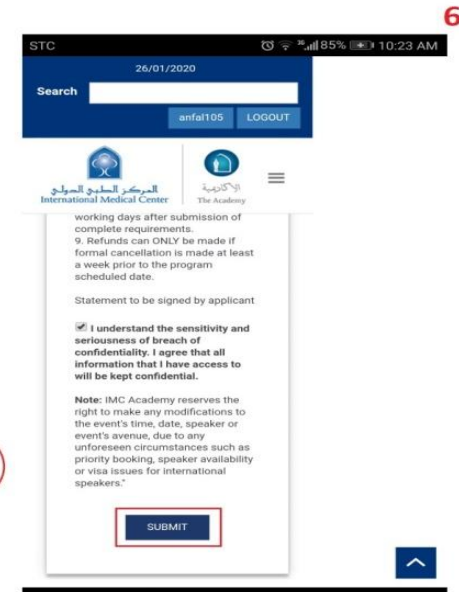 6
STC 85% 10:23 AM
26/01/2020
Search
anfal105 LOGOUT
المركز الطبي الدولي
International Medical Center
الأكاديمية
The Academy
working days after submission of
complete requirements.
9. Refunds can ONLY be made if
formal cancellation is made at least
a week prior to the program
scheduled date.
Statement to be signed by applicant
I understand the sensitivity and
seriousness of breach of
confidentiality. I agree that all
information that I have access to
will be kept confidential.
Note: IMC Academy reserves the
right to make any modifications to
the event's time, date, speaker or
event's avenue, due to any
unforeseen circumstances such as
priority booking, speaker availability
or visa issues for international
speakers."
SUBMIT